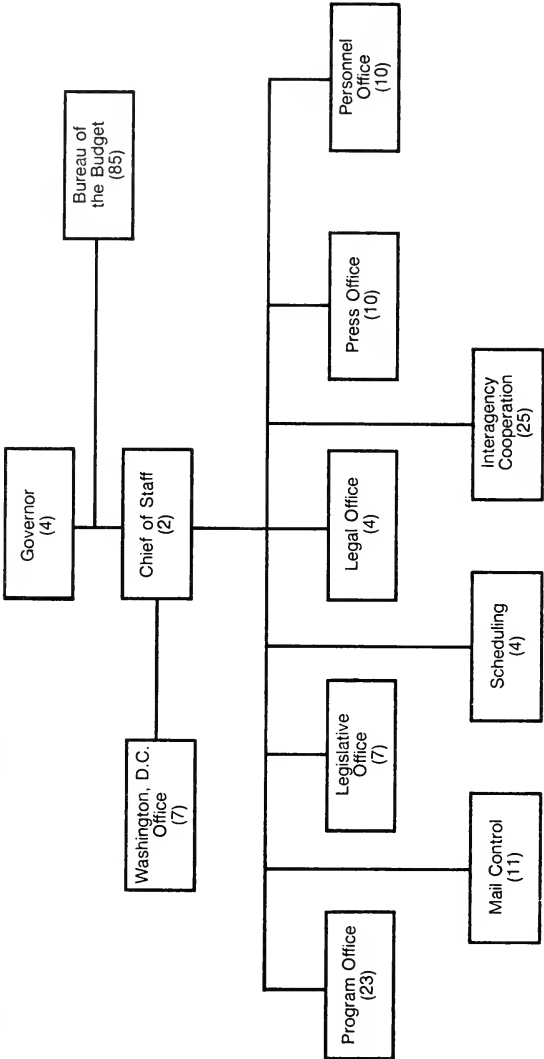 Governor
(4)
Bureau of
the Budget
(85)
Chief of Staff
(2)
Washington, D.C.
Office
(7)
Program Office
(23)
Legislative
Office
(7)
Legal Office
(4)
Press Office
(10)
Personnel
Office
(10)
Mail Control
(11)
Scheduling
(4)
Interagency
Cooperation
(25)